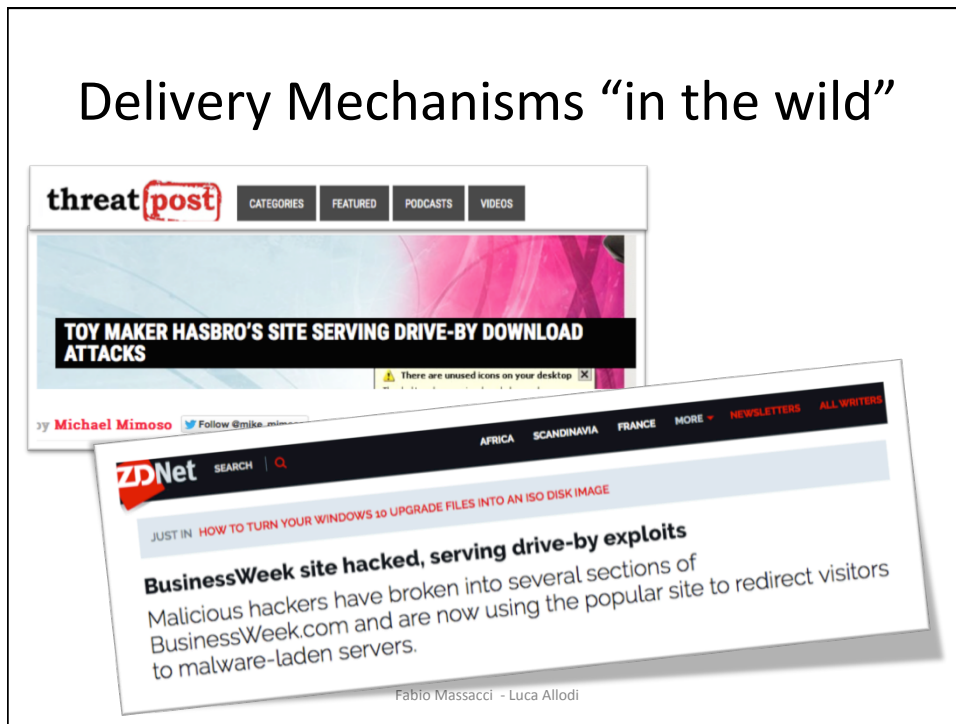 Delivery Mechanisms “in the wild”
threatpost CATEGORIES FEATURED PODCASTS VIDEOS
TOY MAKER HASBRO’S SITE SERVING DRIVE-BY DOWNLOAD
ATTACKS
There are unused icons on your desktop
by Michael Mimoso Follow @mike_mimoso
ZDNet SEARCH AFRICA SCANDINAVIA FRANCE MORE NEWSLETTERS ALL WRITERS
JUST IN HOW TO TURN YOUR WINDOWS 10 UPGRADE FILES INTO AN ISO DISK IMAGE
BusinessWeek site hacked, serving drive-by exploits
Malicious hackers have broken into several sections of
BusinessWeek.com and are now using the popular site to redirect visitors
to malware-laden servers.
Fabio Massacci - Luca Allodi